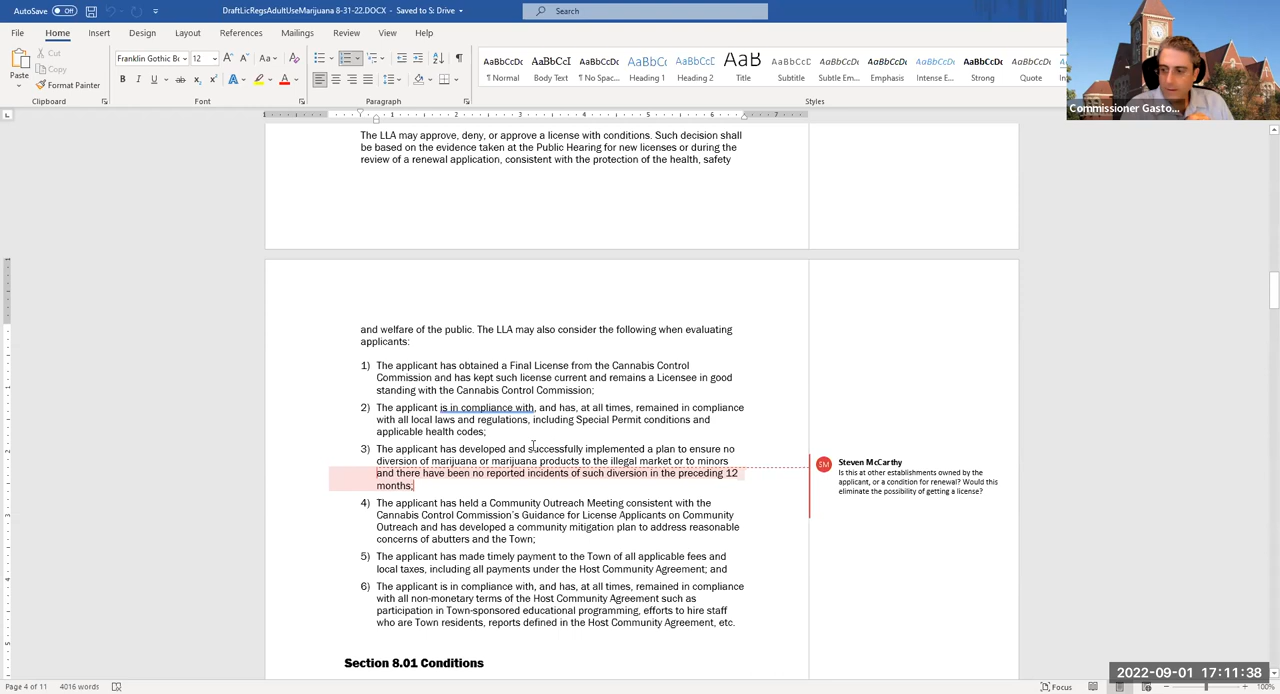 AutoSave Off DraftLicRegsAdultUseMarijuana 8-31-22.DOCX - Saved to S: Drive Search
File Home Insert Design Layout References Mailings Review View Help
Paste Cut Copy Format Painter Clipboard
Franklin Gothic B 12 Font
Paragraph
AaBbCcDc AaBbCcI AaBbCcDc AaBbCc AaBbCcD AaB AaBbCcD AaBbCcDc AaBbCcDc AaBbCcDc AaBbCcDc AaBbCcDc
¶ Normal Body Text ¶ No Spac... Heading 1 Heading 2 Title Subtitle Subtle Em... Emphasis Intense E... Strong Quote
Styles
Commissioner Gasto...
The LLA may approve, deny, or approve a license with conditions. Such decision shall
be based on the evidence taken at the Public Hearing for new licenses or during the
review of a renewal application, consistent with the protection of the health, safety
and welfare of the public. The LLA may also consider the following when evaluating
applicants:
1) The applicant has obtained a Final License from the Cannabis Control
Commission and has kept such license current and remains a Licensee in good
standing with the Cannabis Control Commission;
2) The applicant is in compliance with, and has, at all times, remained in compliance
with all local laws and regulations, including Special Permit conditions and
applicable health codes;
3) The applicant has developed and successfully implemented a plan to ensure no
diversion of marijuana or marijuana products to the illegal market or to minors
and there have been no reported incidents of such diversion in the preceding 12
months;
SM Steven McCarthy
Is this at other establishments owned by the
applicant, or a condition for renewal? Would this
eliminate the possibility of getting a license?
4) The applicant has held a Community Outreach Meeting consistent with the
Cannabis Control Commission's Guidance for License Applicants on Community
Outreach and has developed a community mitigation plan to address reasonable
concerns of abutters and the Town;
5) The applicant has made timely payment to the Town of all applicable fees and
local taxes, including all payments under the Host Community Agreement; and
6) The applicant is in compliance with, and has, at all times, remained in compliance
with all non-monetary terms of the Host Community Agreement such as
participation in Town-sponsored educational programming, efforts to hire staff
who are Town residents, reports defined in the Host Community Agreement, etc.
Section 8.01 Conditions
2022-09-01 17:11:38
Page 4 of 11 4016 words Focus 100%